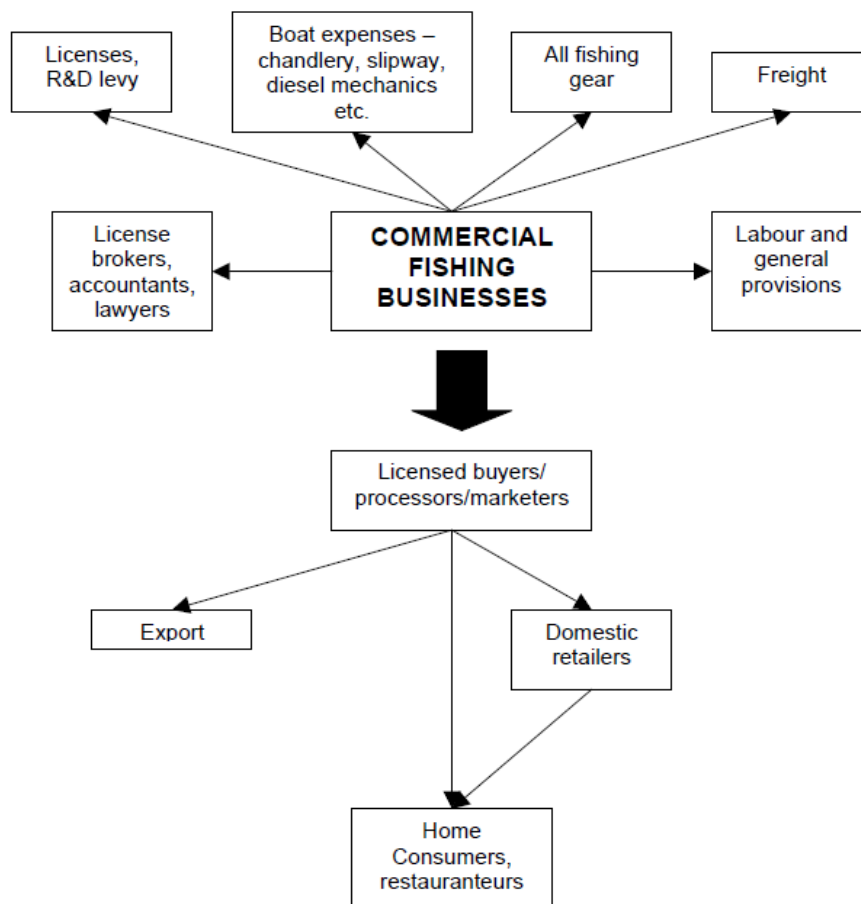 Licenses,
R&D levy
Boat expenses –
chandlery, slipway,
diesel mechanics
etc.
All fishing
gear
Freight
License
brokers,
accountants,
lawyers
COMMERCIAL
FISHING
BUSINESSES
Labour and
general
provisions
Licensed buyers/
processors/marketers
Export
Domestic
retailers
Home
Consumers,
restauranteurs